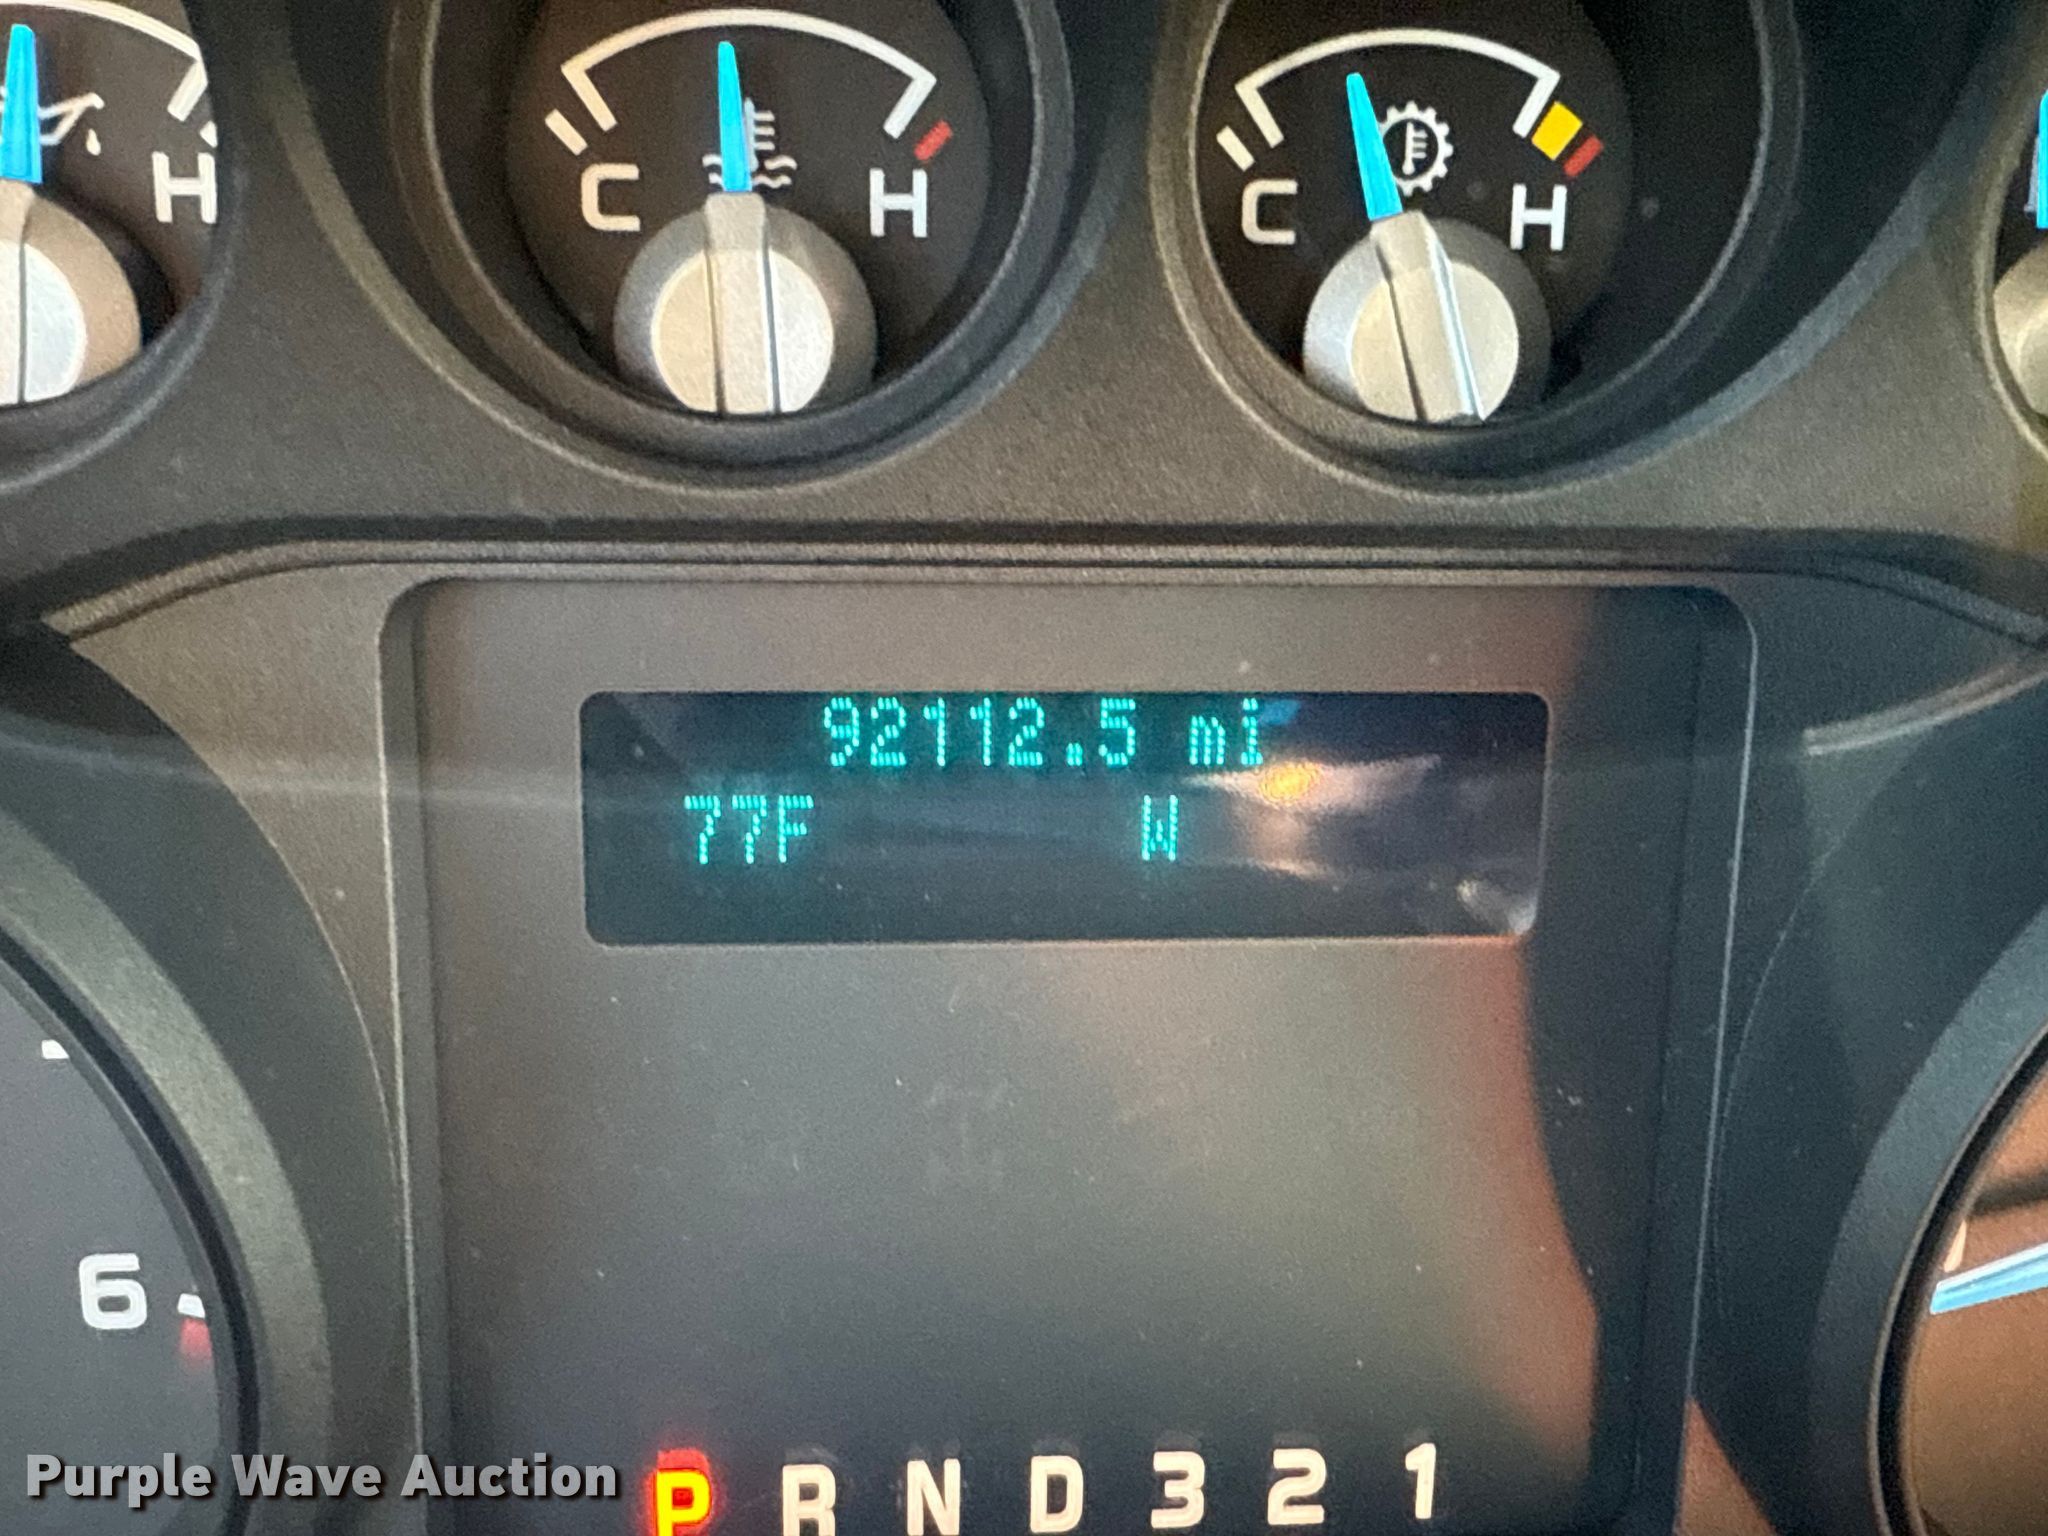 H
C H
C H
92112.5 mi
77F W
6
P R N D 3 2 1
Purple Wave Auction